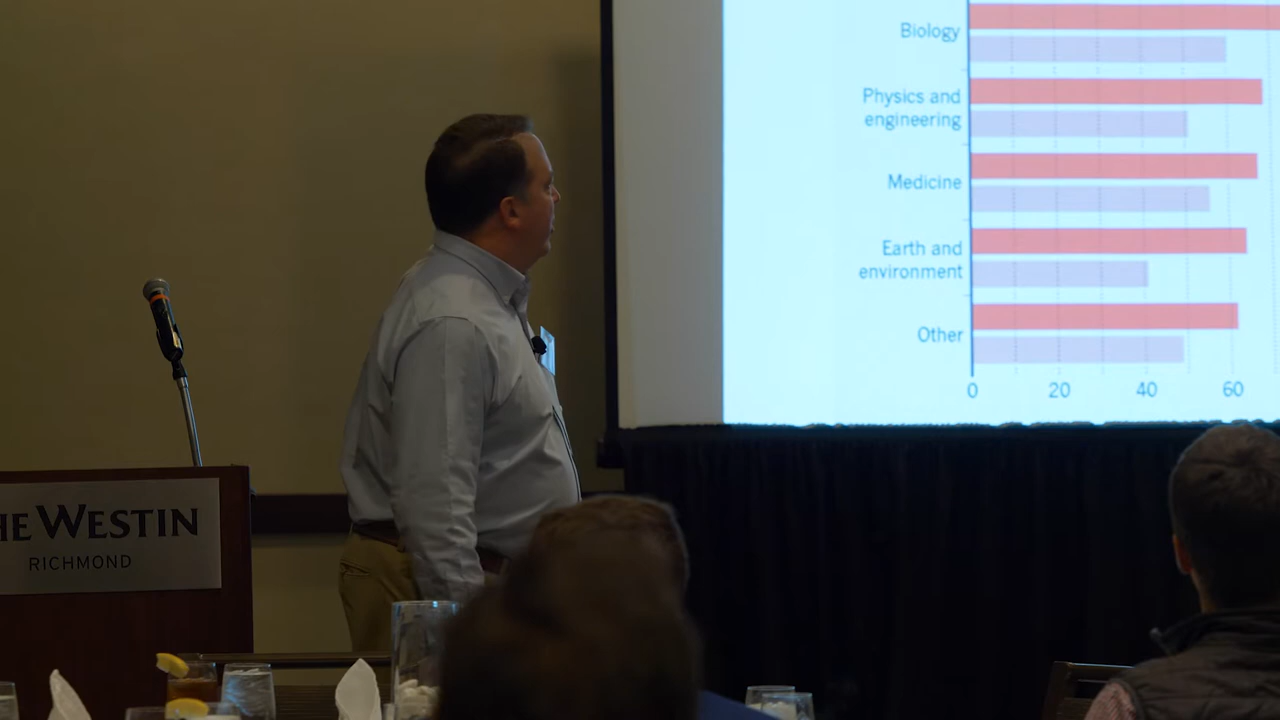 Biology
Physics and
engineering
Medicine
Earth and
environment
Other
0 20 40 60
HE WESTIN
RICHMOND